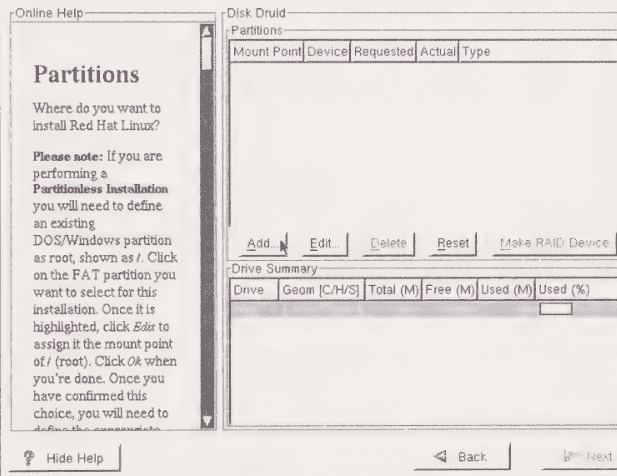 Online Help
Partitions
Where do you want to
install Red Hat Linux?
Please note: If you are
performing a
Partitionless Installation
you will need to define
an existing
DOS/Windows partition
as root, shown as /. Click
on the FAT partition you
want to select for this
installation. Once it is
highlighted, click Edit to
assign it the mount point
of / (root). Click Ok when
you're done. Once you
have confirmed this
choice, you will need to
define the appropriate
Hide Help
Disk Druid
Partitions
Mount Point Device Requested Actual Type
Add... Edit... Delete Reset Make RAID Device
Drive Summary
Drive Geom [C/H/S] Total (M) Free (M) Used (M) Used (%)
Back Next